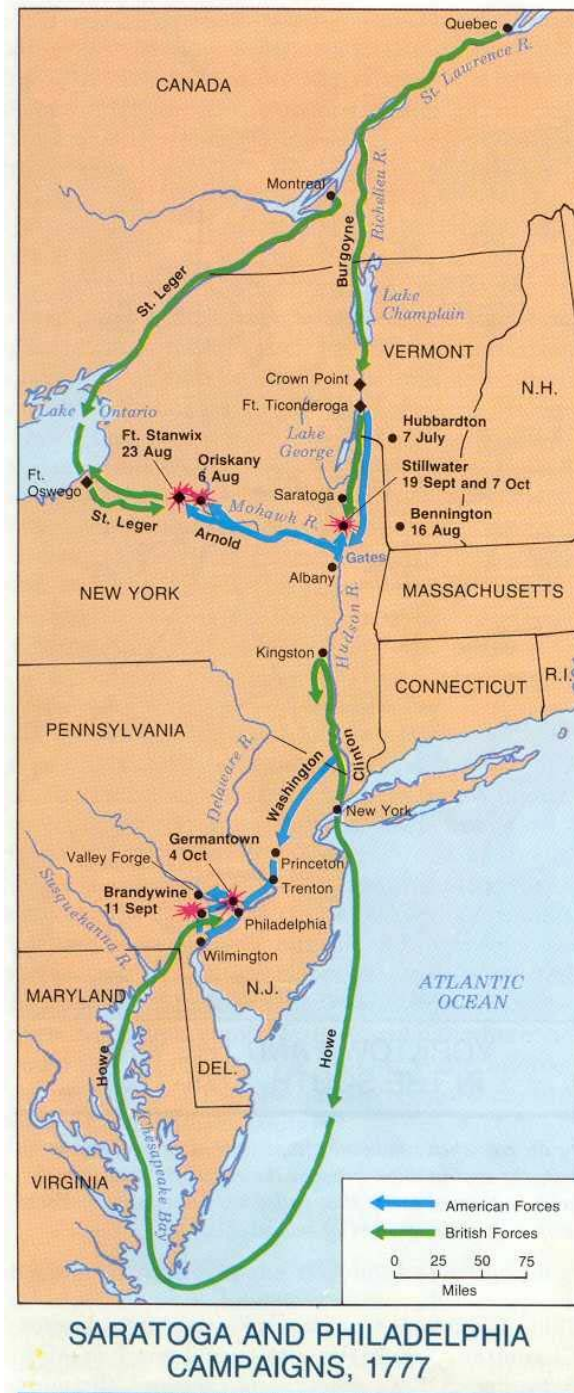 Quebec
St. Lawrence R.
CANADA
Montreal
Richelieu R.
Burgoyne
St. Leger
Lake
Champlain
VERMONT
N.H.
Crown Point
Ft. Ticonderoga
Lake Ontario
Ft. Stanwix
23 Aug
Oriskany
6 Aug
Lake
George
Hubbardton
7 July
Stillwater
19 Sept and 7 Oct
Ft.
Oswego
Saratoga
St. Leger
Mohawk R.
Arnold
Bennington
16 Aug
Gates
Albany
NEW YORK
MASSACHUSETTS
Hudson R.
Kingston
CONNECTICUT
R.I.
PENNSYLVANIA
Delaware R.
Washington
Clinton
New York
Germantown
4 Oct
Valley Forge
Princeton
Trenton
Brandywine
11 Sept
Philadelphia
Susquehanna R.
Wilmington
N.J.
MARYLAND
ATLANTIC
OCEAN
Howe
Howe
DEL.
Chesapeake Bay
VIRGINIA
American Forces
British Forces
0 25 50 75
Miles
SARATOGA AND PHILADELPHIA
CAMPAIGNS, 1777